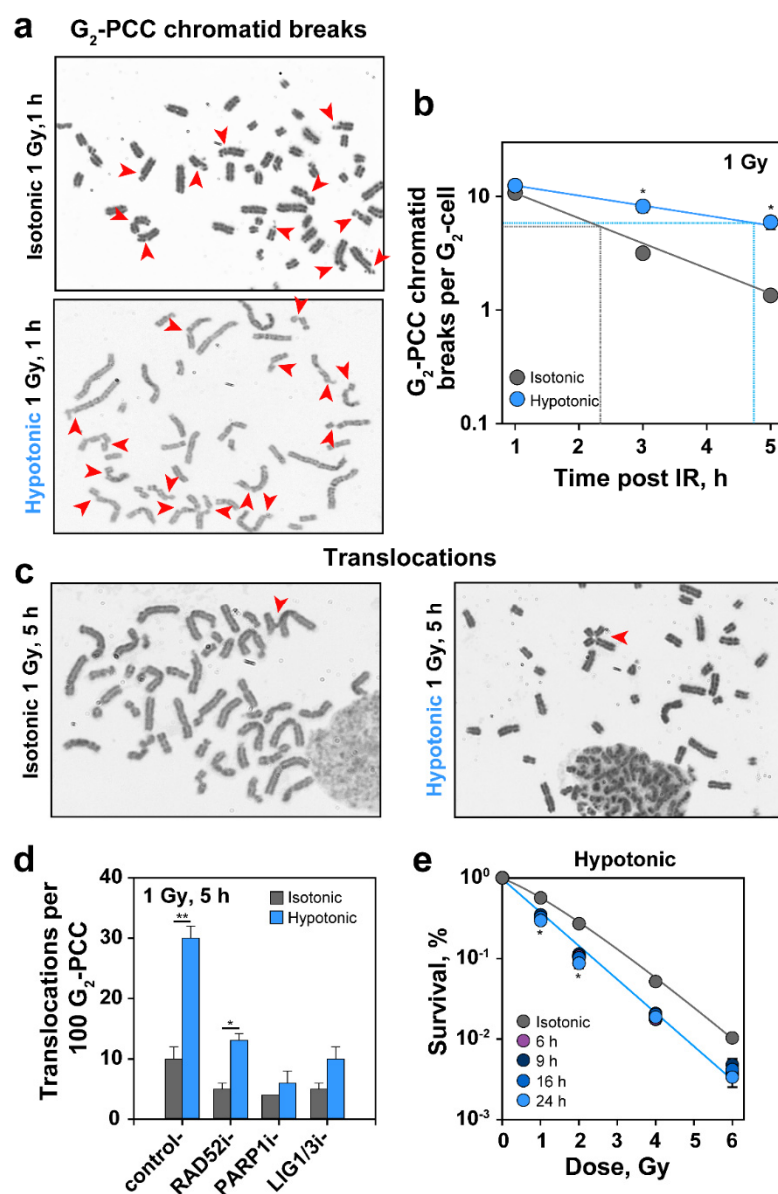 a
G₂-PCC chromatid breaks
Isotonic 1 Gy,1 h
Hypotonic 1 Gy, 1 h
b
G₂-PCC chromatid
breaks per G₂-cell
10
1
0.1
1 Gy
*
*
Isotonic
Hypotonic
1 2 3 4 5
Time post IR, h
Translocations
c
Isotonic 1 Gy, 5 h
Hypotonic 1 Gy, 5 h
d
Translocations per
100 G₂-PCC
40
30
20
10
0
1 Gy, 5 h
Isotonic
Hypotonic
**
*
control-
RAD52i-
PARP1i-
LIG1/3i-
e
Hypotonic
Survival, %
10⁰
10⁻¹
10⁻²
10⁻³
*
*
Isotonic
6 h
9 h
16 h
24 h
0 1 2 3 4 5 6
Dose, Gy